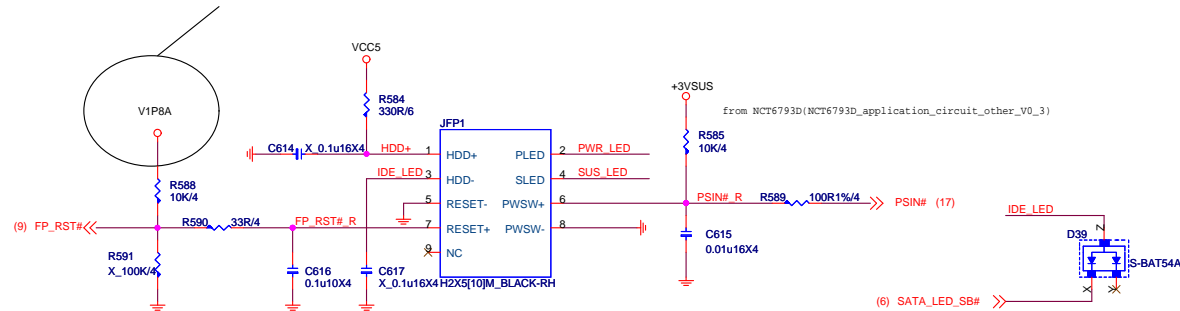 VCC5
+3VSUS
from NCT6793D(NCT6793D_application_circuit_other_V0_3)
V1P8A
R584
330R/6
JFP1
R585
10K/4
C614
X_0.1u16X4
HDD+
1
HDD+
PLED
2
PWR_LED
IDE_LED
3
HDD-
SLED
4
SUS_LED
R588
10K/4
5
RESET-
PWSW+
6
PSIN#_R
R589
100R1%/4
PSIN# (17)
(9) FP_RST#
R590
33R/4
FP_RST#_R
7
RESET+
PWSW-
8
IDE_LED
9
NC
C615
0.01u16X4
D39
Z
S-BAT54A
R591
X_100K/4
C616
0.1u10X4
C617
X_0.1u16X4
H2X5[10]M_BLACK-RH
X
Y
(6) SATA_LED_SB#